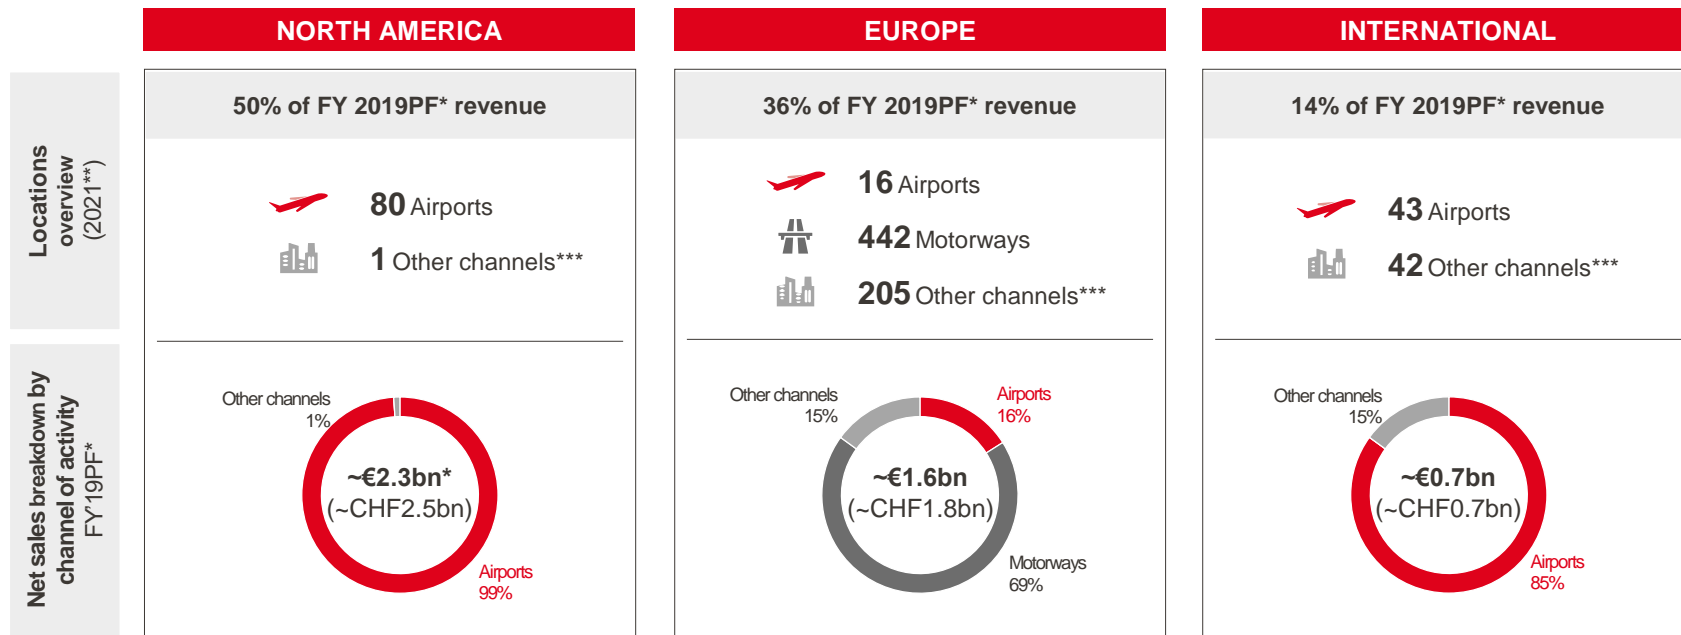 NORTH AMERICA
EUROPE
INTERNATIONAL
Locations
overview
(2021**)
50% of FY 2019PF* revenue
80 Airports
1 Other channels***
36% of FY 2019PF* revenue
16 Airports
442 Motorways
205 Other channels***
14% of FY 2019PF* revenue
43 Airports
42 Other channels***
Net sales breakdown by
channel of activity
FY'19PF*
Other channels
1%
~€2.3bn*
(~CHF2.5bn)
Airports
99%
Other channels
15%
Airports
16%
~€1.6bn
(~CHF1.8bn)
Motorways
69%
Other channels
15%
~€0.7bn
(~CHF0.7bn)
Airports
85%